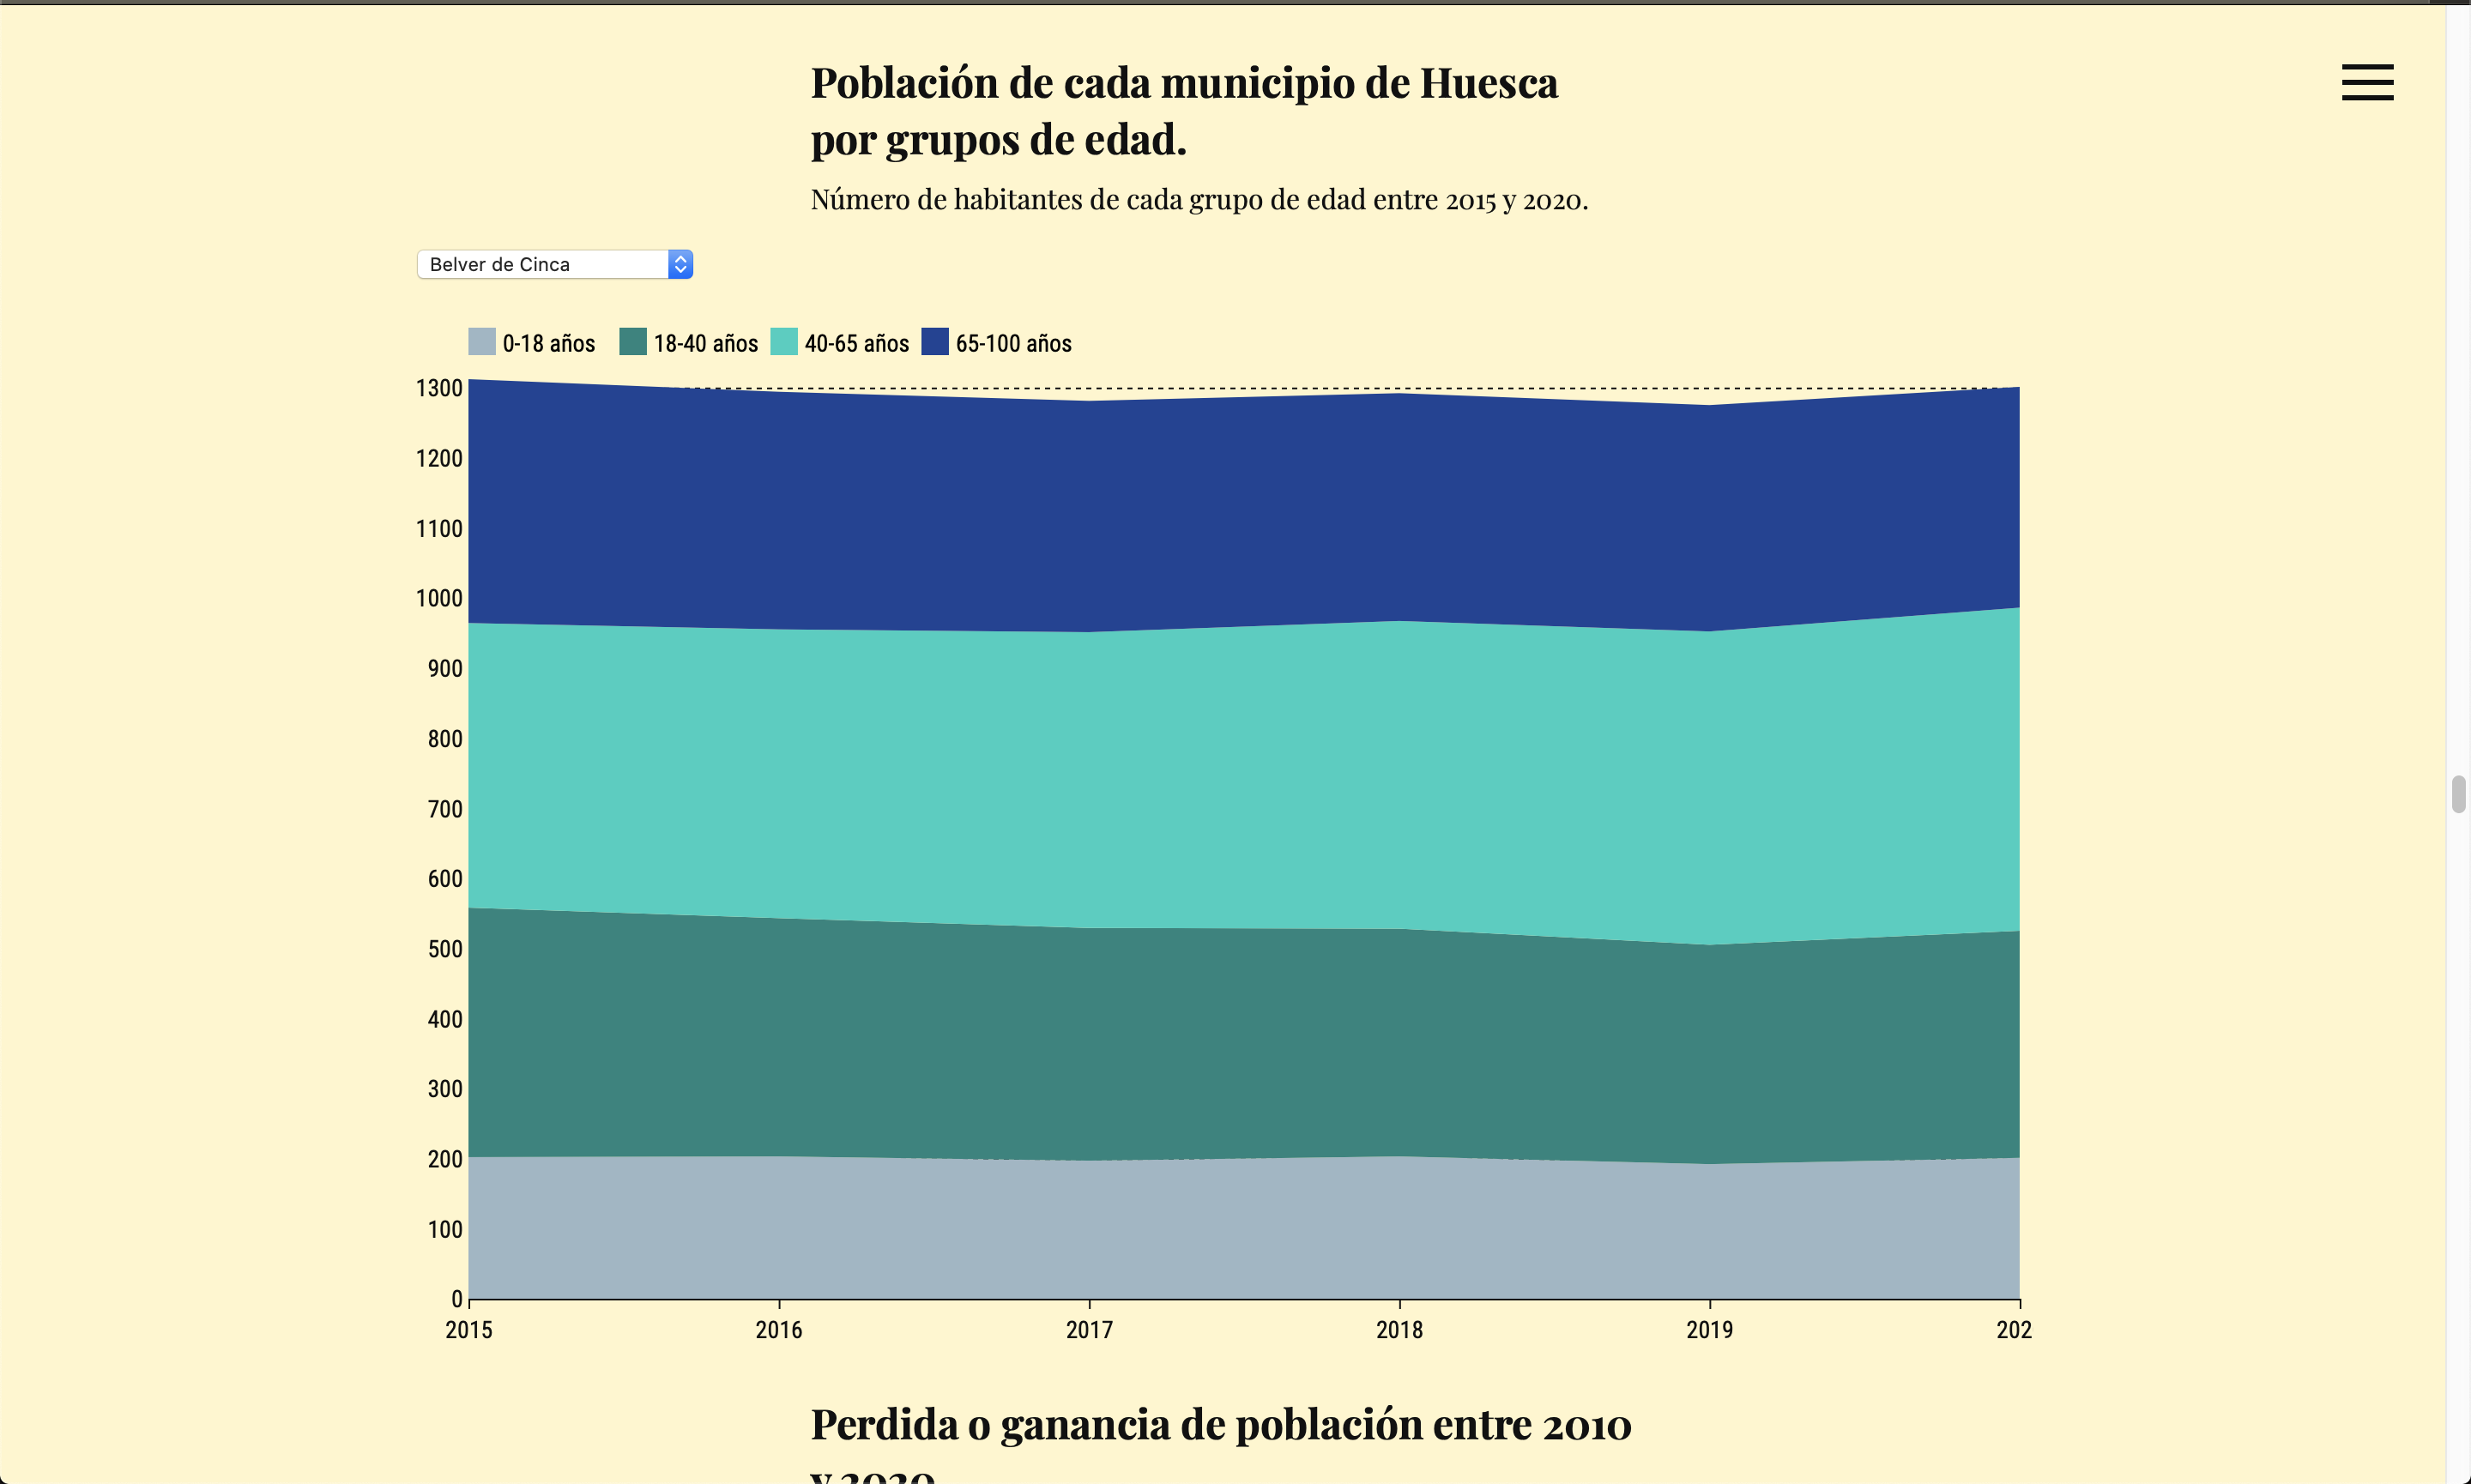 Población de cada municipio de Huesca
por grupos de edad.
Número de habitantes de cada grupo de edad entre 2015 y 2020.
Belver de Cinca
0-18 años 18-40 años 40-65 años 65-100 años
1300
1200
1100
1000
900
800
700
600
500
400
300
200
100
0
2015 2016 2017 2018 2019 202
Perdida o ganancia de población entre 2010
y 2020